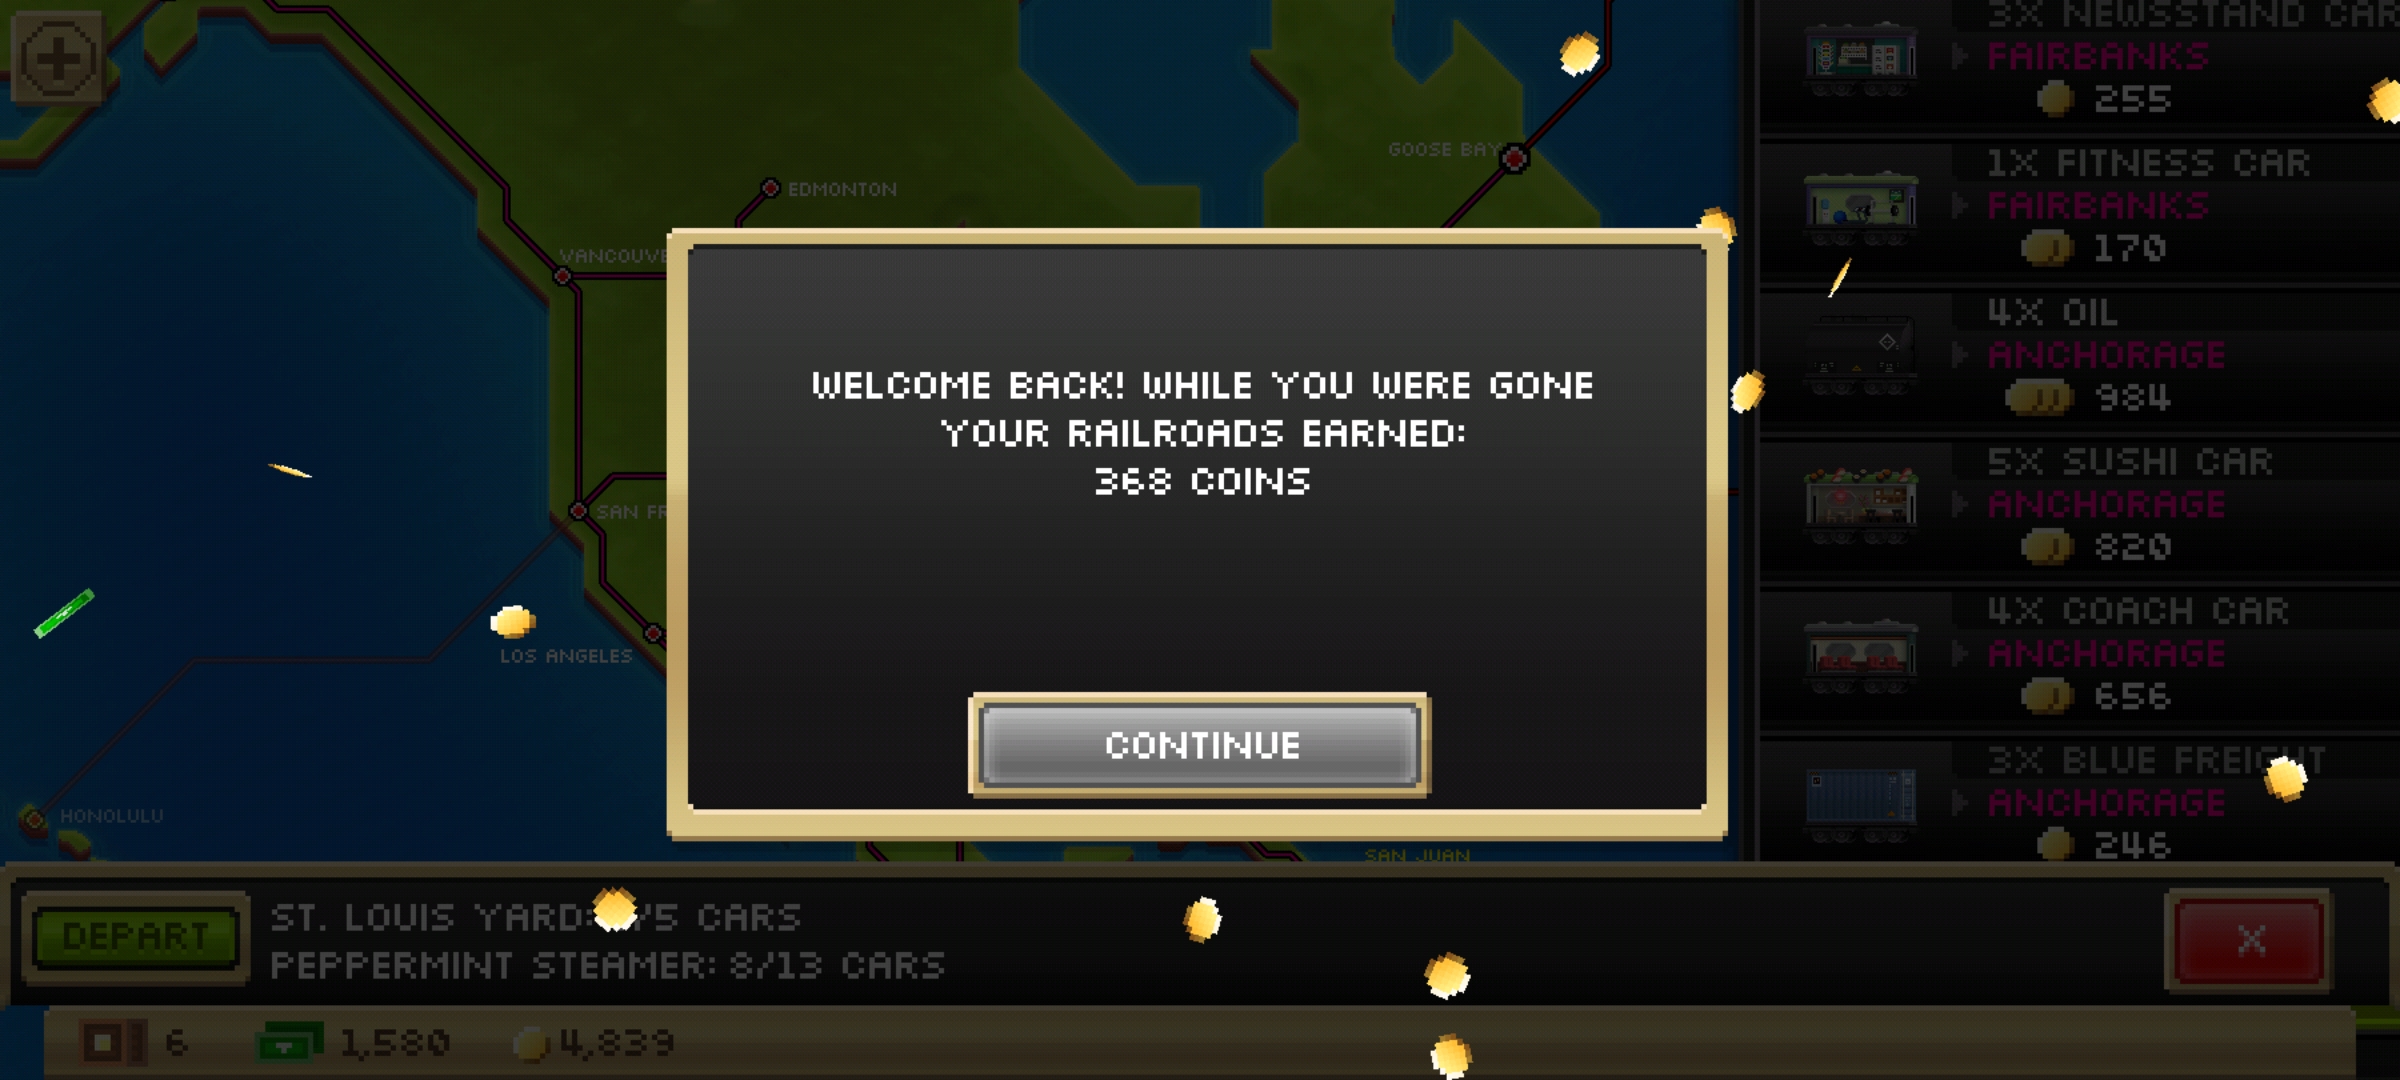 3X NEWSSTAND CAR
FAIRBANKS
255
GOOSE BAY
1X FITNESS CAR
EDMONTON
FAIRBANKS
170
VANCOUVE
4X OIL
ANCHORAGE
984
WELCOME BACK! WHILE YOU WERE GONE
YOUR RAILROADS EARNED:
368 COINS
5X SUSHI CAR
ANCHORAGE
820
SAN FR
4X COACH CAR
ANCHORAGE
656
LOS ANGELES
CONTINUE
3X BLUE FREIGHT
ANCHORAGE
246
HONOLULU
SAN JUAN
DEPART
ST. LOUIS YARD: /5 CARS
PEPPERMINT STEAMER: 8/13 CARS
X
6
1,580
4,839